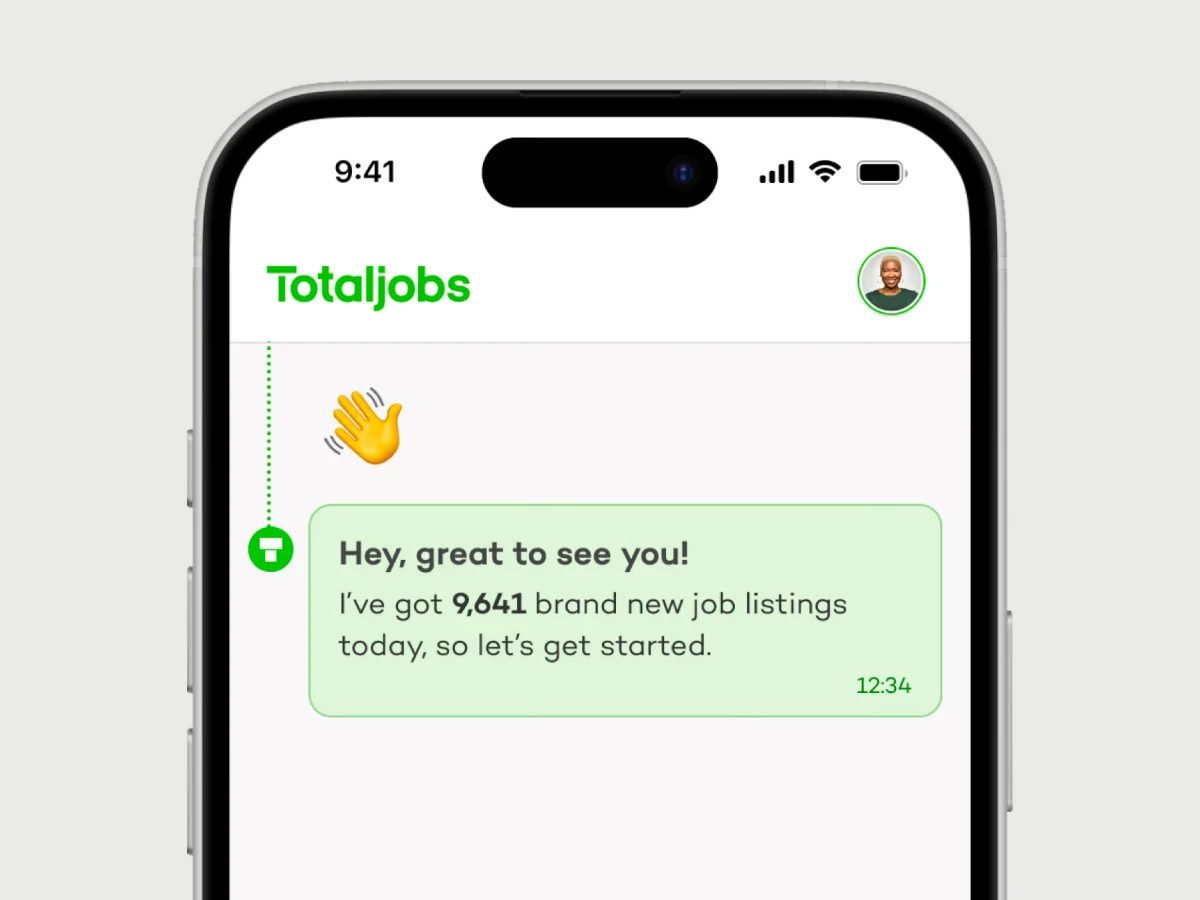 9:41
Totaljobs
Hey, great to see you!
I’ve got 9,641 brand new job listings
today, so let’s get started.
12:34